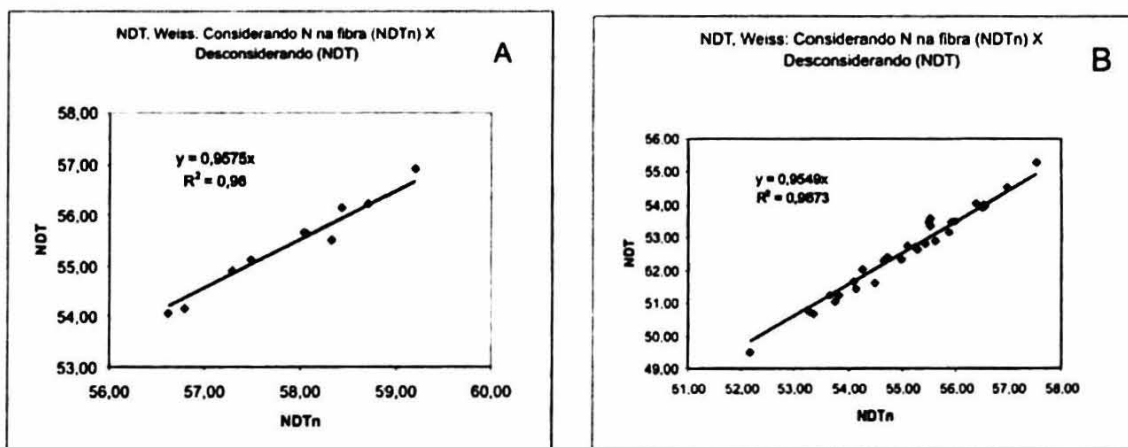 NDT, Weiss: Considerando N na fibra (NDTn) X
Desconsiderando (NDT)
A
58,00
57,00
56,00
55,00
54,00
53,00
NDT
y = 0,9575x
R² = 0,96
56,00 57,00 58,00 59,00 60,00
NDTn
NDT, Weiss: Considerando N na fibra (NDTn) X
Desconsiderando (NDT)
B
56.00
55.00
54.00
53.00
52.00
51.00
50.00
49.00
NDT
y = 0,9549x
R² = 0,9673
51.00 52.00 53.00 54.00 55.00 56.00 57.00 58.00
NDTn